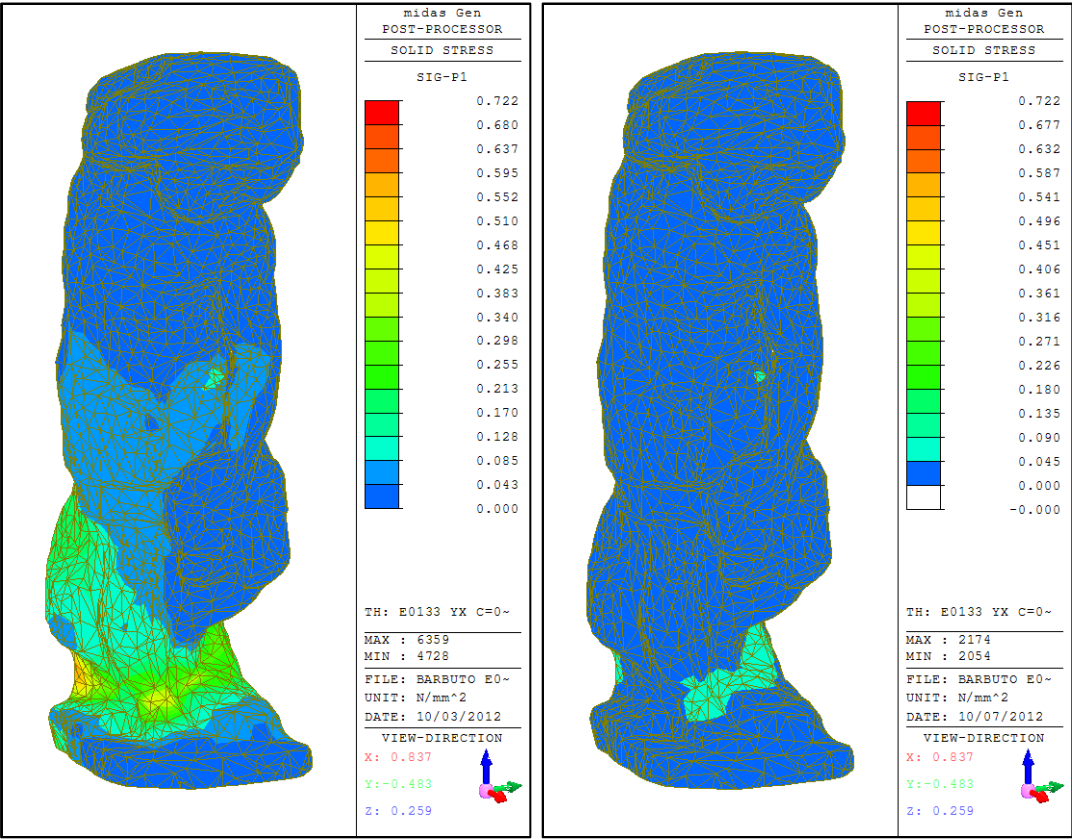 midas Gen
POST-PROCESSOR
SOLID STRESS
SIG-P1
0.722
0.680
0.637
0.595
0.552
0.510
0.468
0.425
0.383
0.340
0.298
0.255
0.213
0.170
0.128
0.085
0.043
0.000
TH: E0133 YX C=0~
MAX : 6359
MIN : 4728
FILE: BARBUTO E0~
UNIT: N/mm^2
DATE: 10/03/2012
VIEW-DIRECTION
X: 0.837
Y:-0.483
Z: 0.259
midas Gen
POST-PROCESSOR
SOLID STRESS
SIG-P1
0.722
0.677
0.632
0.587
0.541
0.496
0.451
0.406
0.361
0.316
0.271
0.226
0.180
0.135
0.090
0.045
0.000
-0.000
TH: E0133 YX C=0~
MAX : 2174
MIN : 2054
FILE: BARBUTO E0~
UNIT: N/mm^2
DATE: 10/07/2012
VIEW-DIRECTION
X: 0.837
Y:-0.483
Z: 0.259